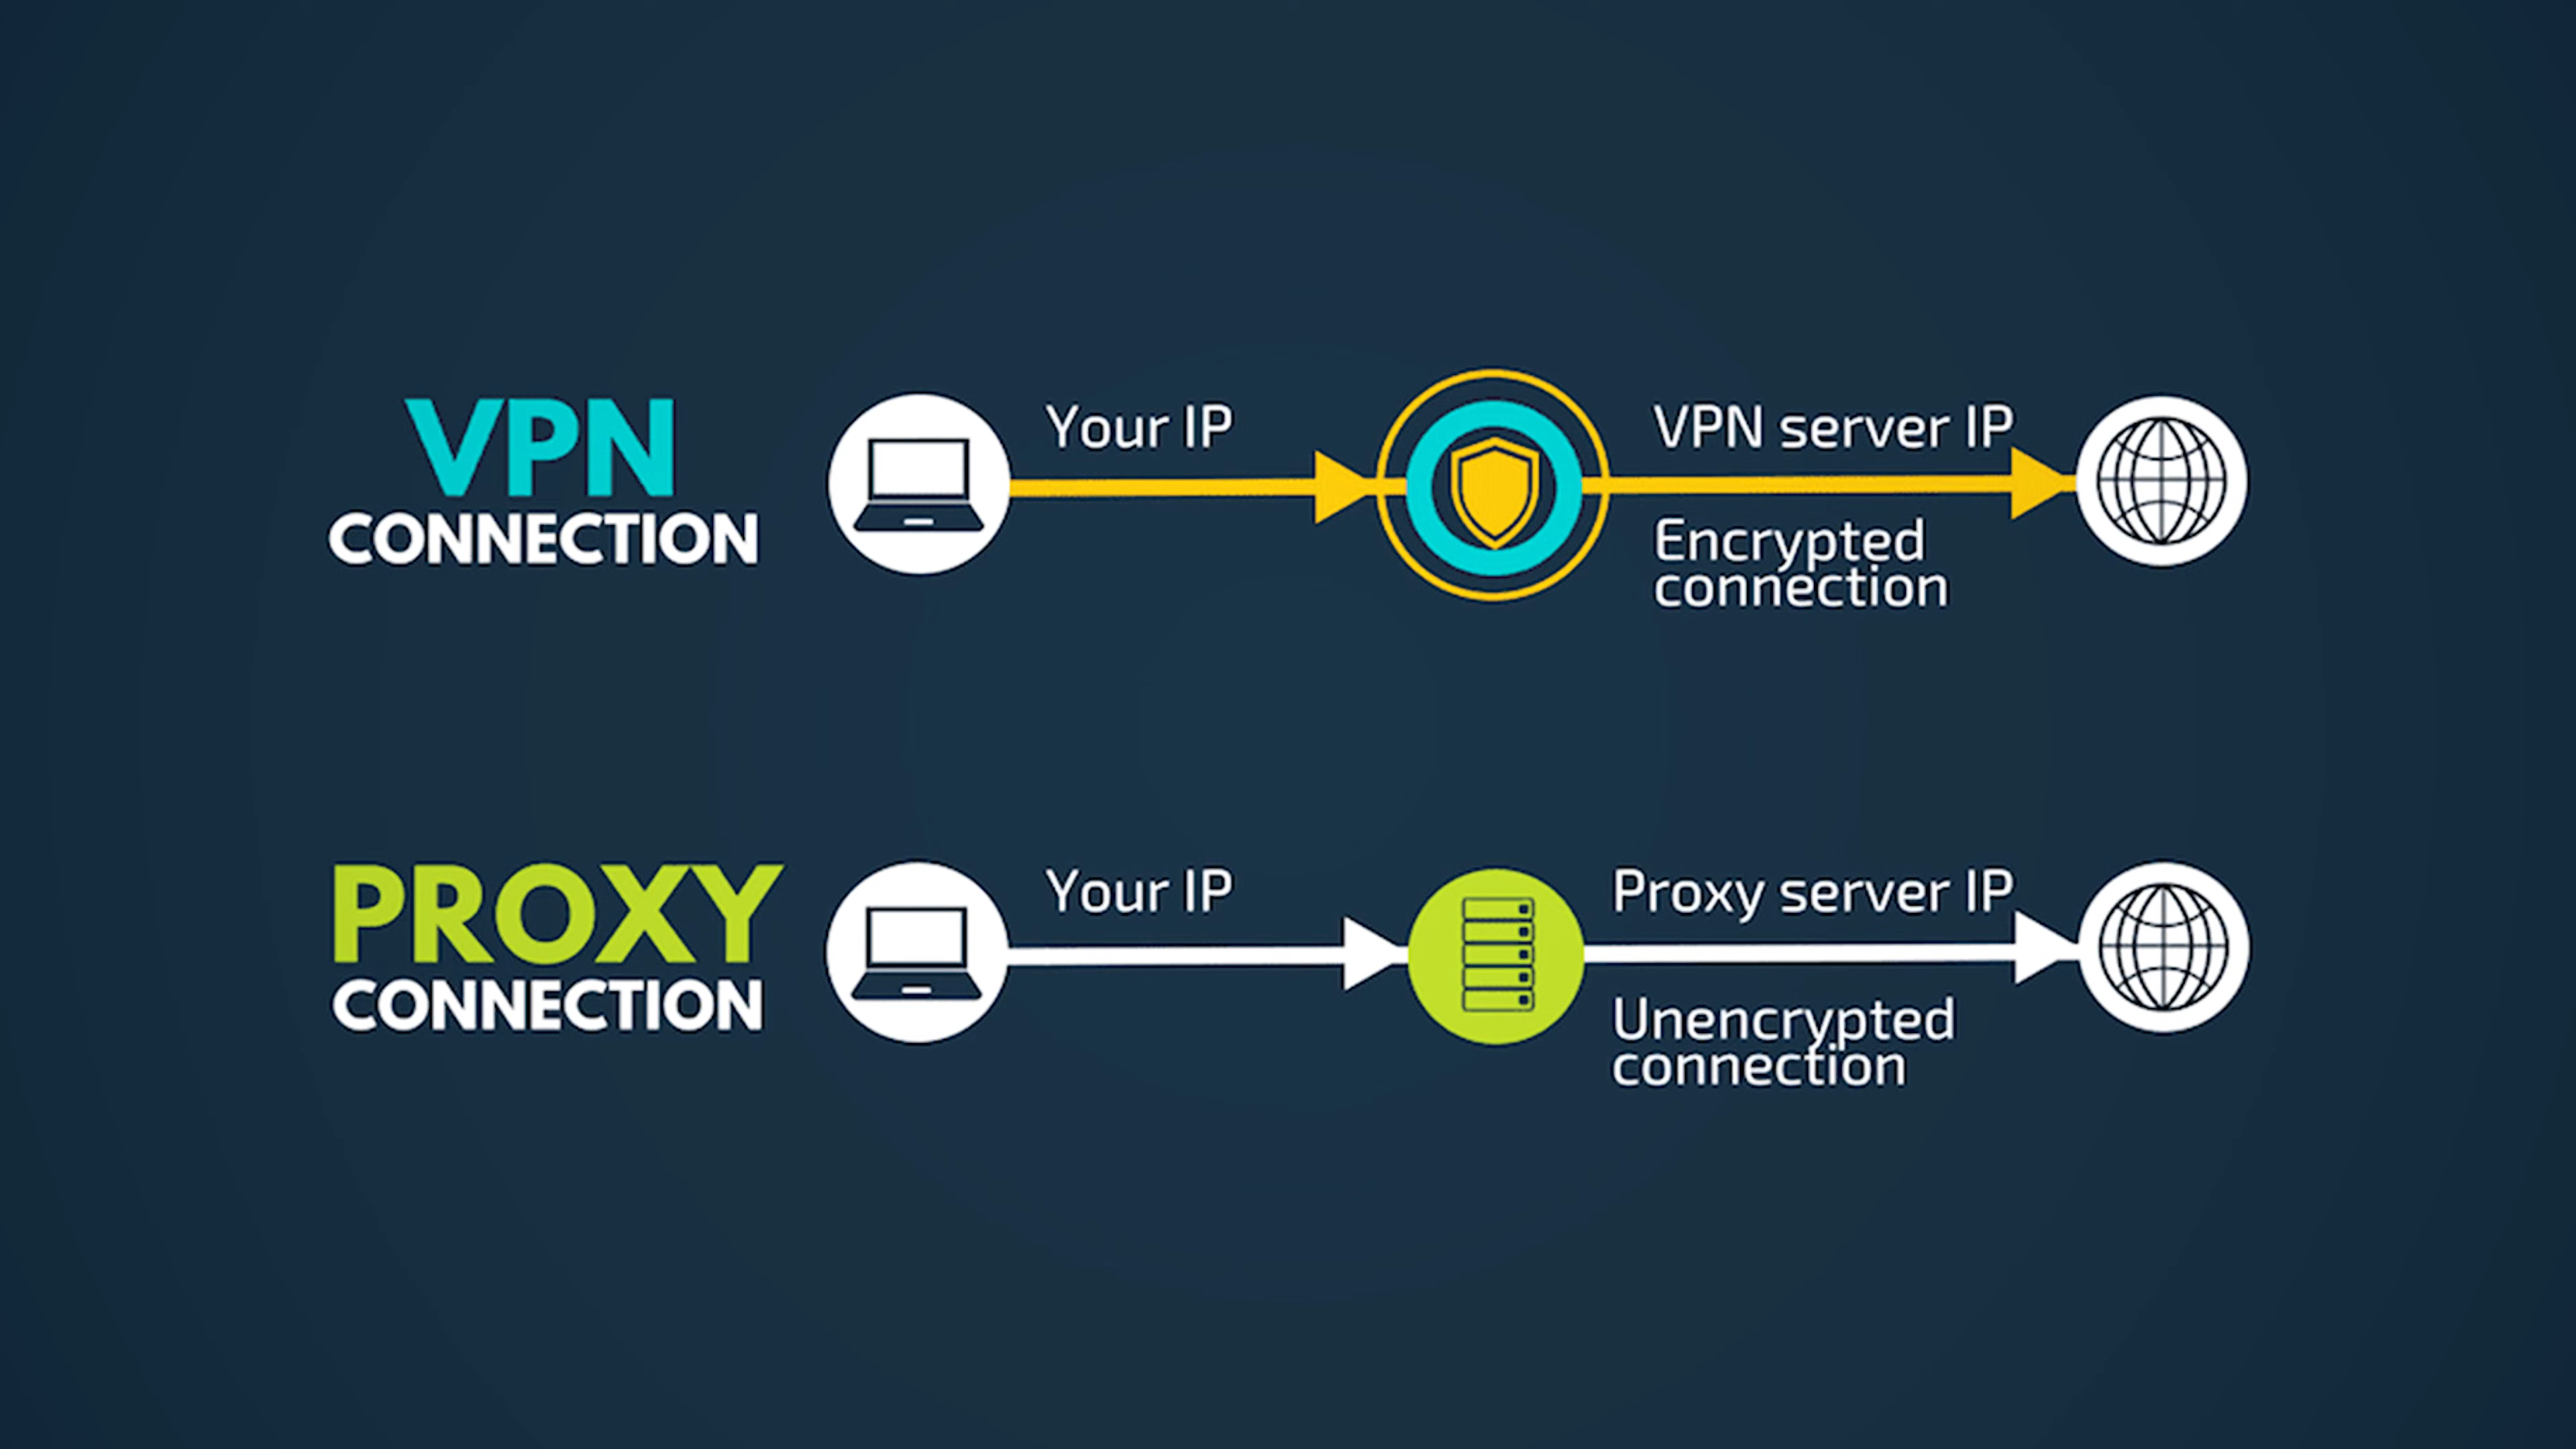 VPN
CONNECTION
Your IP
VPN server IP
Encrypted
connection
PROXY
CONNECTION
Your IP
Proxy server IP
Unencrypted
connection